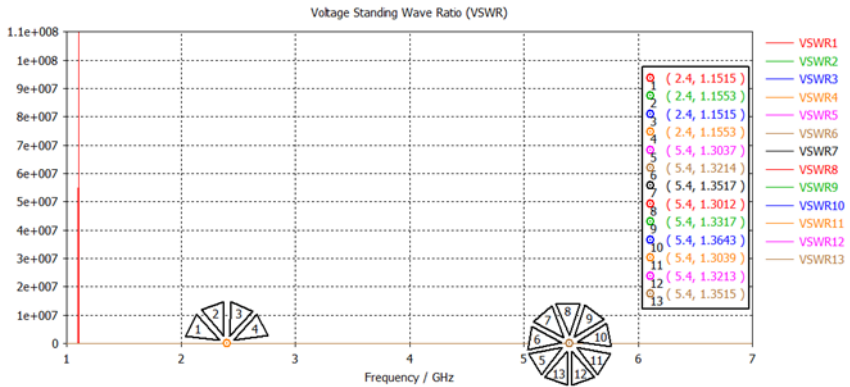 Voltage Standing Wave Ratio (VSWR)
1.1e+008
1e+008
9e+007
8e+007
7e+007
6e+007
5e+007
4e+007
3e+007
2e+007
1e+007
0
1 2 3 4 5 6 7
Frequency / GHz
1 2 3 4
5 6 7 8 9 10 11 12 13
1 ( 2.4, 1.1515 )
2 ( 2.4, 1.1553 )
3 ( 2.4, 1.1515 )
4 ( 2.4, 1.1553 )
5 ( 5.4, 1.3037 )
6 ( 5.4, 1.3214 )
7 ( 5.4, 1.3517 )
8 ( 5.4, 1.3012 )
9 ( 5.4, 1.3317 )
10 ( 5.4, 1.3643 )
11 ( 5.4, 1.3039 )
12 ( 5.4, 1.3213 )
13 ( 5.4, 1.3515 )
VSWR1
VSWR2
VSWR3
VSWR4
VSWR5
VSWR6
VSWR7
VSWR8
VSWR9
VSWR10
VSWR11
VSWR12
VSWR13